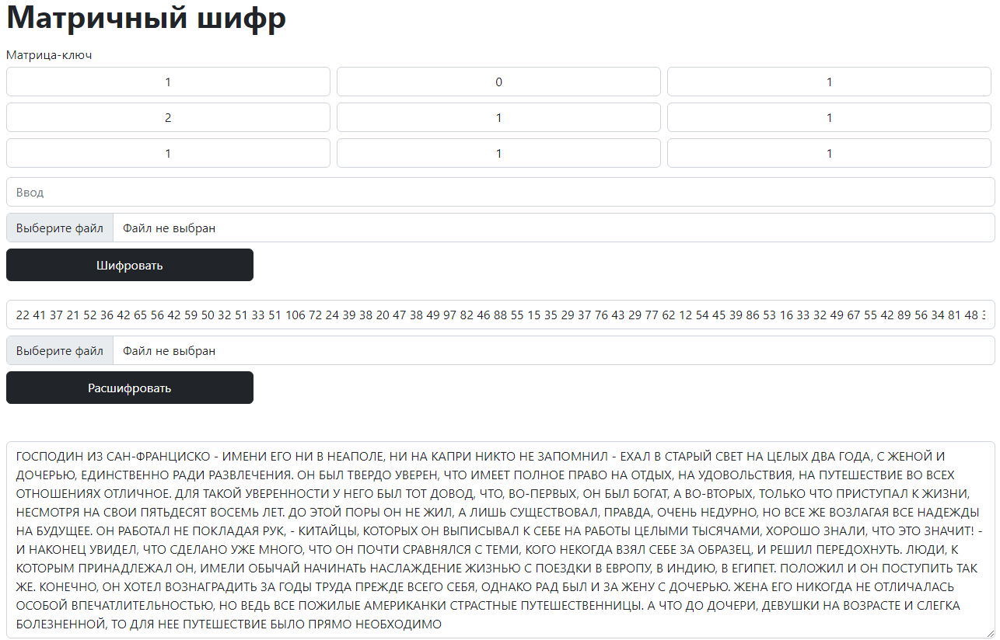 Матричный шифр
Матрица-ключ
1 0 1
2 1 1
1 1 1
Ввод
Выберите файл Файл не выбран
Шифровать
22 41 37 21 52 36 42 65 56 42 59 50 32 51 33 51 106 72 24 39 38 20 47 38 49 97 82 46 88 55 15 35 29 37 76 43 29 77 62 12 54 45 39 86 53 16 33 32 49 67 55 42 89 56 34 81 48
Выберите файл Файл не выбран
Расшифровать
ГОСПОДИН ИЗ САН-ФРАНЦИСКО - ИМЕНИ ЕГО НИ В НЕАПОЛЕ, НИ НА КАПРИ НИКТО НЕ ЗАПОМНИЛ - ЕХАЛ В СТАРЫЙ СВЕТ НА ЦЕЛЫХ ДВА ГОДА, С ЖЕНОЙ И
ДОЧЕРЬЮ, ЕДИНСТВЕННО РАДИ РАЗВЛЕЧЕНИЯ. ОН БЫЛ ТВЕРДО УВЕРЕН, ЧТО ИМЕЕТ ПОЛНОЕ ПРАВО НА ОТДЫХ, НА УДОВОЛЬСТВИЯ, НА ПУТЕШЕСТВИЕ ВО ВСЕХ
ОТНОШЕНИЯХ ОТЛИЧНОЕ. ДЛЯ ТАКОЙ УВЕРЕННОСТИ У НЕГО БЫЛ ТОТ ДОВОД, ЧТО, ВО-ПЕРВЫХ, ОН БЫЛ БОГАТ, А ВО-ВТОРЫХ, ТОЛЬКО ЧТО ПРИСТУПАЛ К ЖИЗНИ,
НЕСМОТРЯ НА СВОИ ПЯТЬДЕСЯТ ВОСЕМЬ ЛЕТ. ДО ЭТОЙ ПОРЫ ОН НЕ ЖИЛ, А ЛИШЬ СУЩЕСТВОВАЛ, ПРАВДА, ОЧЕНЬ НЕДУРНО, НО ВСЕ ЖЕ ВОЗЛАГАЯ ВСЕ НАДЕЖДЫ
НА БУДУЩЕЕ. ОН РАБОТАЛ НЕ ПОКЛАДАЯ РУК, - КИТАЙЦЫ, КОТОРЫХ ОН ВЫПИСЫВАЛ К СЕБЕ НА РАБОТЫ ЦЕЛЫМИ ТЫСЯЧАМИ, ХОРОШО ЗНАЛИ, ЧТО ЭТО ЗНАЧИТ! -
И НАКОНЕЦ УВИДЕЛ, ЧТО СДЕЛАНО УЖЕ МНОГО, ЧТО ОН ПОЧТИ СРАВНЯЛСЯ С ТЕМИ, КОГО НЕКОГДА ВЗЯЛ СЕБЕ ЗА ОБРАЗЕЦ, И РЕШИЛ ПЕРЕДОХНУТЬ. ЛЮДИ, К
КОТОРЫМ ПРИНАДЛЕЖАЛ ОН, ИМЕЛИ ОБЫЧАЙ НАЧИНАТЬ НАСЛАЖДЕНИЕ ЖИЗНЬЮ С ПОЕЗДКИ В ЕВРОПУ, В ИНДИЮ, В ЕГИПЕТ. ПОЛОЖИЛ И ОН ПОСТУПИТЬ ТАК
ЖЕ. КОНЕЧНО, ОН ХОТЕЛ ВОЗНАГРАДИТЬ ЗА ГОДЫ ТРУДА ПРЕЖДЕ ВСЕГО СЕБЯ, ОДНАКО РАД БЫЛ И ЗА ЖЕНУ С ДОЧЕРЬЮ. ЖЕНА ЕГО НИКОГДА НЕ ОТЛИЧАЛАСЬ
ОСОБОЙ ВПЕЧАТЛИТЕЛЬНОСТЬЮ, НО ВЕДЬ ВСЕ ПОЖИЛЫЕ АМЕРИКАНКИ СТРАСТНЫЕ ПУТЕШЕСТВЕННИЦЫ. А ЧТО ДО ДОЧЕРИ, ДЕВУШКИ НА ВОЗРАСТЕ И СЛЕГКА
БОЛЕЗНЕННОЙ, ТО ДЛЯ НЕЕ ПУТЕШЕСТВИЕ БЫЛО ПРЯМО НЕОБХОДИМО